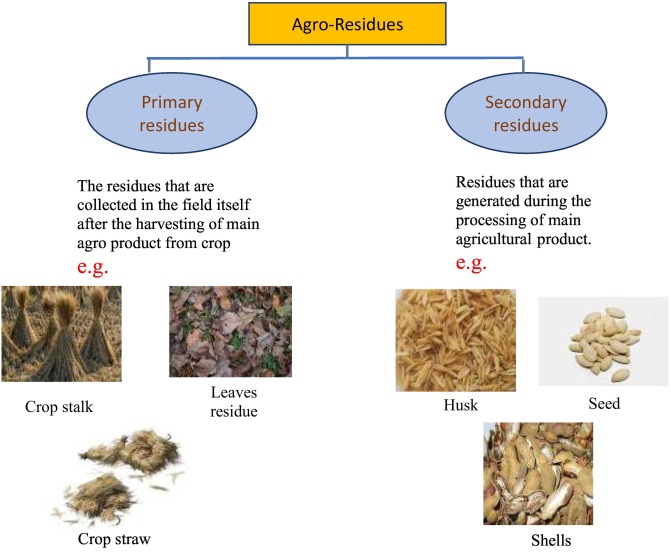 Agro-Residues
Primary
residues
The residues that are
collected in the field itself
after the harvesting of main
agro product from crop
e.g.
Crop stalk
Leaves
residue
Crop straw
Secondary
residues
Residues that are
generated during the
processing of main
agricultural product.
e.g.
Husk
Seed
Shells